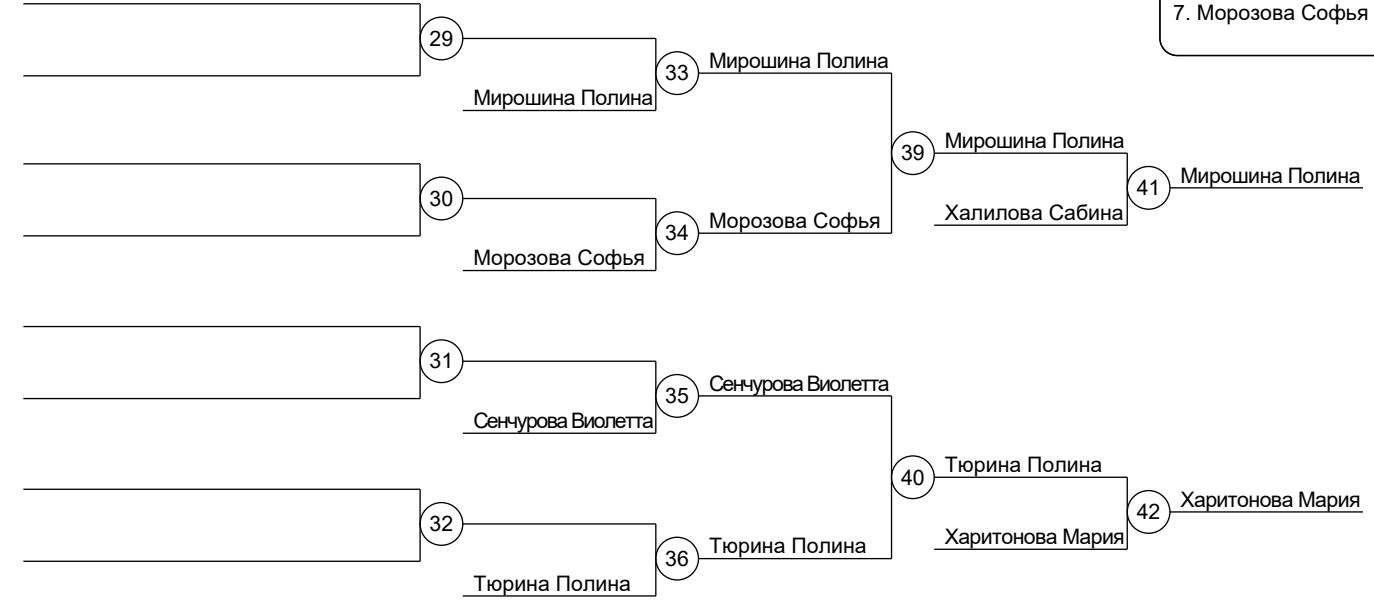 7. Морозова Софья
29
33
Мирошина Полина
Мирошина Полина
39
Мирошина Полина
41
Мирошина Полина
30
34
Морозова Софья
Халилова Сабина
Морозова Софья
31
35
Сенчурова Виолетта
Сенчурова Виолетта
40
Тюрина Полина
42
Харитонова Мария
32
36
Тюрина Полина
Харитонова Мария
Тюрина Полина